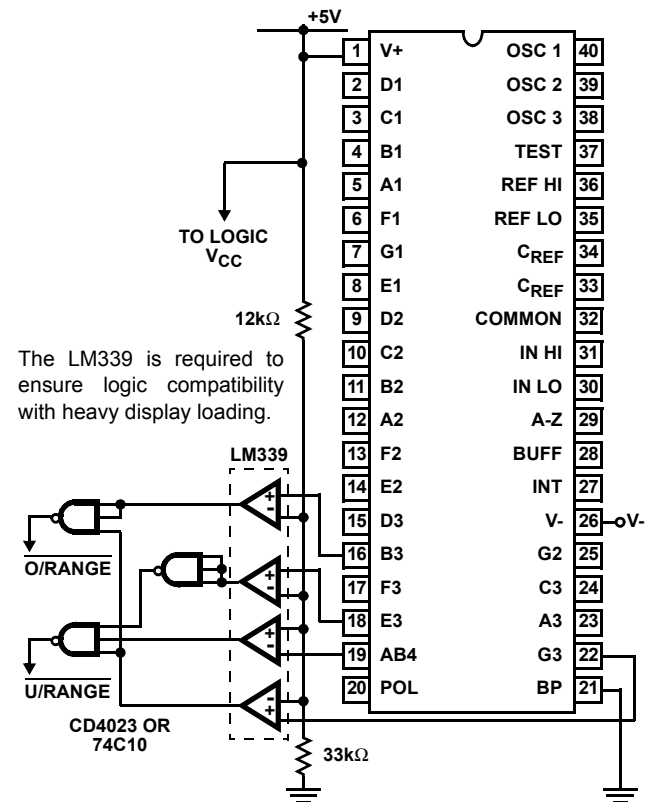 +5V
1 V+ OSC 1 40
2 D1 OSC 2 39
3 C1 OSC 3 38
4 B1 TEST 37
5 A1 REF HI 36
6 F1 REF LO 35
7 G1 CREF 34
8 E1 CREF 33
9 D2 COMMON 32
10 C2 IN HI 31
11 B2 IN LO 30
12 A2 A-Z 29
13 F2 BUFF 28
14 E2 INT 27
15 D3 V- 26 V-
16 B3 G2 25
17 F3 C3 24
18 E3 A3 23
19 AB4 G3 22
20 POL BP 21
TO LOGIC
VCC
12kΩ
The LM339 is required to
ensure logic compatibility
with heavy display loading.
LM339
+
-
+
-
-
+
-
+
O/RANGE
U/RANGE
CD4023 OR
74C10
33kΩ